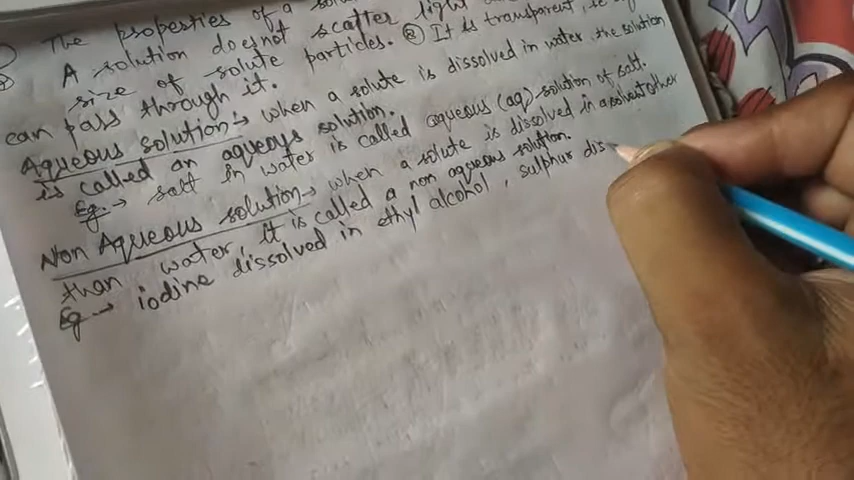 The properties of a
A solution does not scatter light
size of solute particles. ② It is transparent,
can pass through it.
Aqueous solution :→ when a solute is dissolved in water the solution
is called an aqueoys solution.
Eg. → salt in water is called aqueous (aq) solution of salt.
Non Aqueous solution → when a solute is dissolved in a solvent other
than water, it is called a non aqueous solution.
Eg → iodine dissolved in ethyl alcohol, sulphur dis